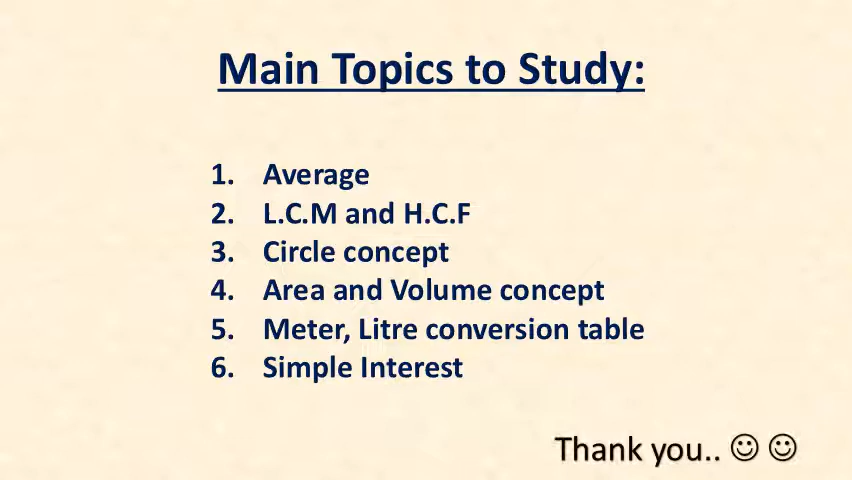 Main Topics to Study:
1. Average
2. L.C.M and H.C.F
3. Circle concept
4. Area and Volume concept
5. Meter, Litre conversion table
6. Simple Interest
Thank you.. ☺ ☺